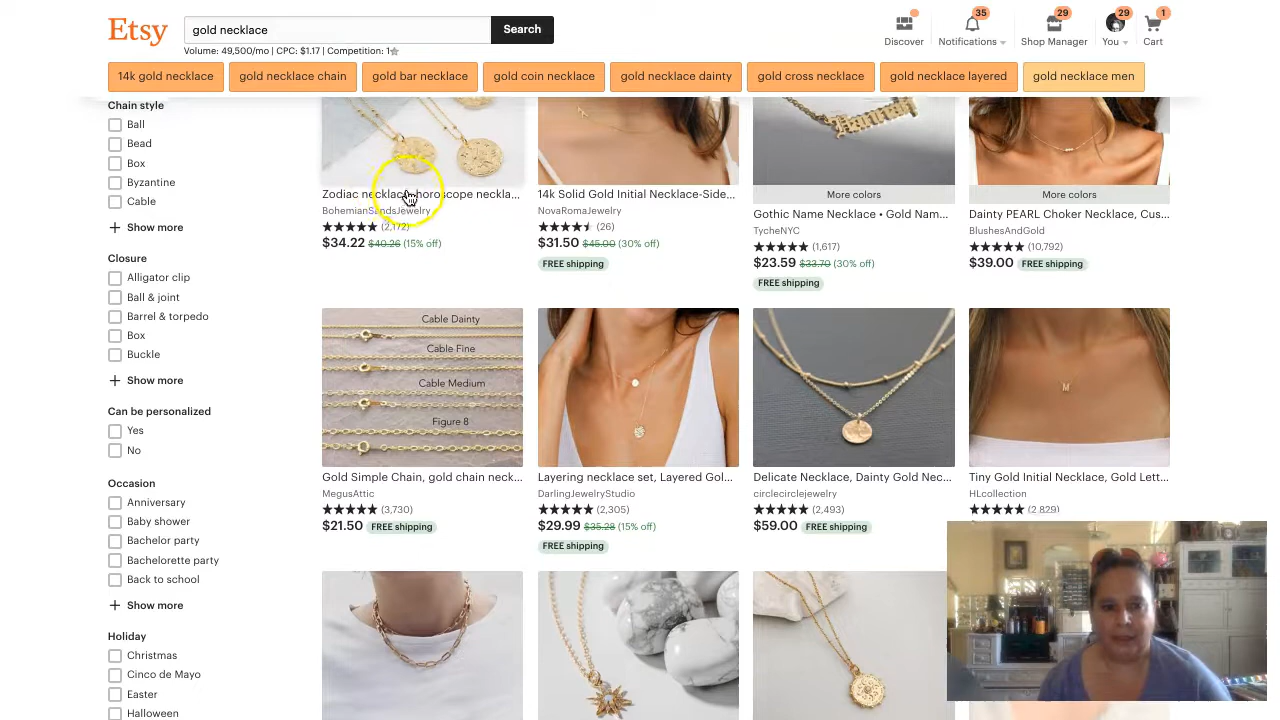 Etsy
gold necklace
Search
Volume: 49,500/mo | CPC: $1.17 | Competition: 1
Discover
35
Notifications
29
Shop Manager
29
You
1
Cart
14k gold necklace
gold necklace chain
gold bar necklace
gold coin necklace
gold necklace dainty
gold cross necklace
gold necklace layered
gold necklace men
Chain style
Ball
Bead
Box
Byzantine
Cable
+ Show more
Closure
Alligator clip
Ball & joint
Barrel & torpedo
Box
Buckle
+ Show more
Can be personalized
Yes
No
Occasion
Anniversary
Baby shower
Bachelor party
Bachelorette party
Back to school
+ Show more
Holiday
Christmas
Cinco de Mayo
Easter
Halloween
Zodiac necklace, horoscope neckla...
BohemianSandsJewelry
(2,172)
$34.22 $40.26 (15% off)
14k Solid Gold Initial Necklace-Side...
NovaRomaJewelry
(26)
$31.50 $45.00 (30% off)
FREE shipping
More colors
Gothic Name Necklace • Gold Nam...
TycheNYC
(1,617)
$23.59 $33.70 (30% off)
FREE shipping
More colors
Dainty PEARL Choker Necklace, Cus...
BlushesAndGold
(10,792)
$39.00 FREE shipping
Cable Dainty
Cable Fine
Cable Medium
Figure 8
Gold Simple Chain, gold chain neck...
MegusAttic
(3,730)
$21.50 FREE shipping
Layering necklace set, Layered Gol...
DarlingJewelryStudio
(2,305)
$29.99 $35.28 (15% off)
FREE shipping
Delicate Necklace, Dainty Gold Nec...
circlecirclejewelry
(2,493)
$59.00 FREE shipping
M
Tiny Gold Initial Necklace, Gold Lett...
HLcollection
(2,829)